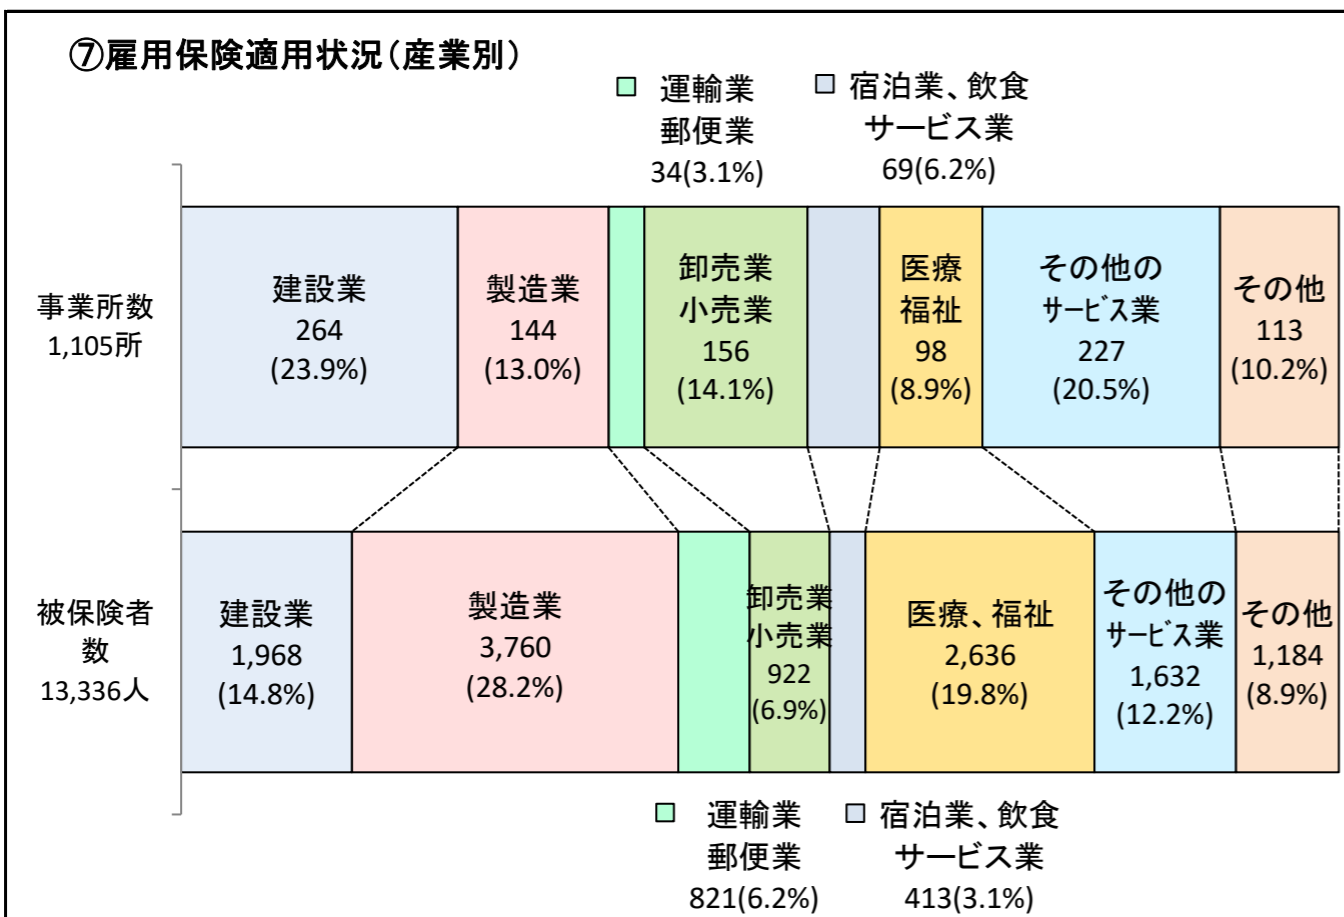 ⑦雇用保険適用状況(産業別)
運輸業
郵便業
34(3.1%)
宿泊業、飲食
サービス業
69(6.2%)
事業所数
1,105所
建設業
264
(23.9%)
製造業
144
(13.0%)
卸売業
小売業
156
(14.1%)
医療
福祉
98
(8.9%)
その他の
サービス業
227
(20.5%)
その他
113
(10.2%)
被保険者
数
13,336人
建設業
1,968
(14.8%)
製造業
3,760
(28.2%)
卸売業
小売業
922
(6.9%)
医療、福祉
2,636
(19.8%)
その他の
サービス業
1,632
(12.2%)
その他
1,184
(8.9%)
運輸業
郵便業
821(6.2%)
宿泊業、飲食
サービス業
413(3.1%)